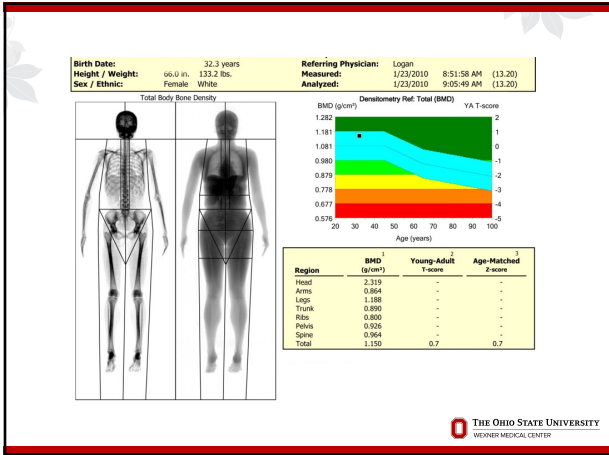 Birth Date: 32.3 years Referring Physician: Logan
Height / Weight: 66.0 in. 133.2 lbs. Measured: 1/23/2010 8:51:58 AM (13.20)
Sex / Ethnic: Female White Analyzed: 1/23/2010 9:05:49 AM (13.20)
Total Body Bone Density
Densitometry Ref: Total (BMD)
BMD (g/cm²) YA T-score
1.282 2
1.181 1
1.081 0
0.980 -1
0.879 -2
0.778 -3
0.677 -4
0.576 -5
20 30 40 50 60 70 80 90 100
Age (years)
1 2 3
BMD Young-Adult Age-Matched
Region (g/cm²) T-score Z-score
Head 2.319 - -
Arms 0.864 - -
Legs 1.188 - -
Trunk 0.890 - -
Ribs 0.800 - -
Pelvis 0.926 - -
Spine 0.964 - -
Total 1.150 0.7 0.7
THE OHIO STATE UNIVERSITY
WEXNER MEDICAL CENTER